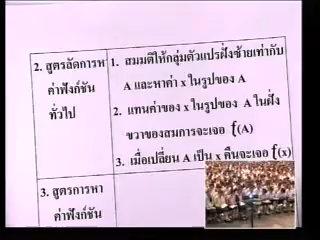 2. สูตรลัดการหา
ค่าฟังก์ชัน
ทั่วไป
1. สมมติให้กลุ่มตัวแปรฝั่งซ้ายเท่ากับ
A และหาค่า x ในรูปของ A
2. แทนค่าของ x ในรูปของ A ในฝั่ง
ขวาของสมการจะเจอ f(A)
3. เมื่อเปลี่ยน A เป็น x คืนจะเจอ f(x)
3. สูตรการหา
ค่าฟังก์ชัน